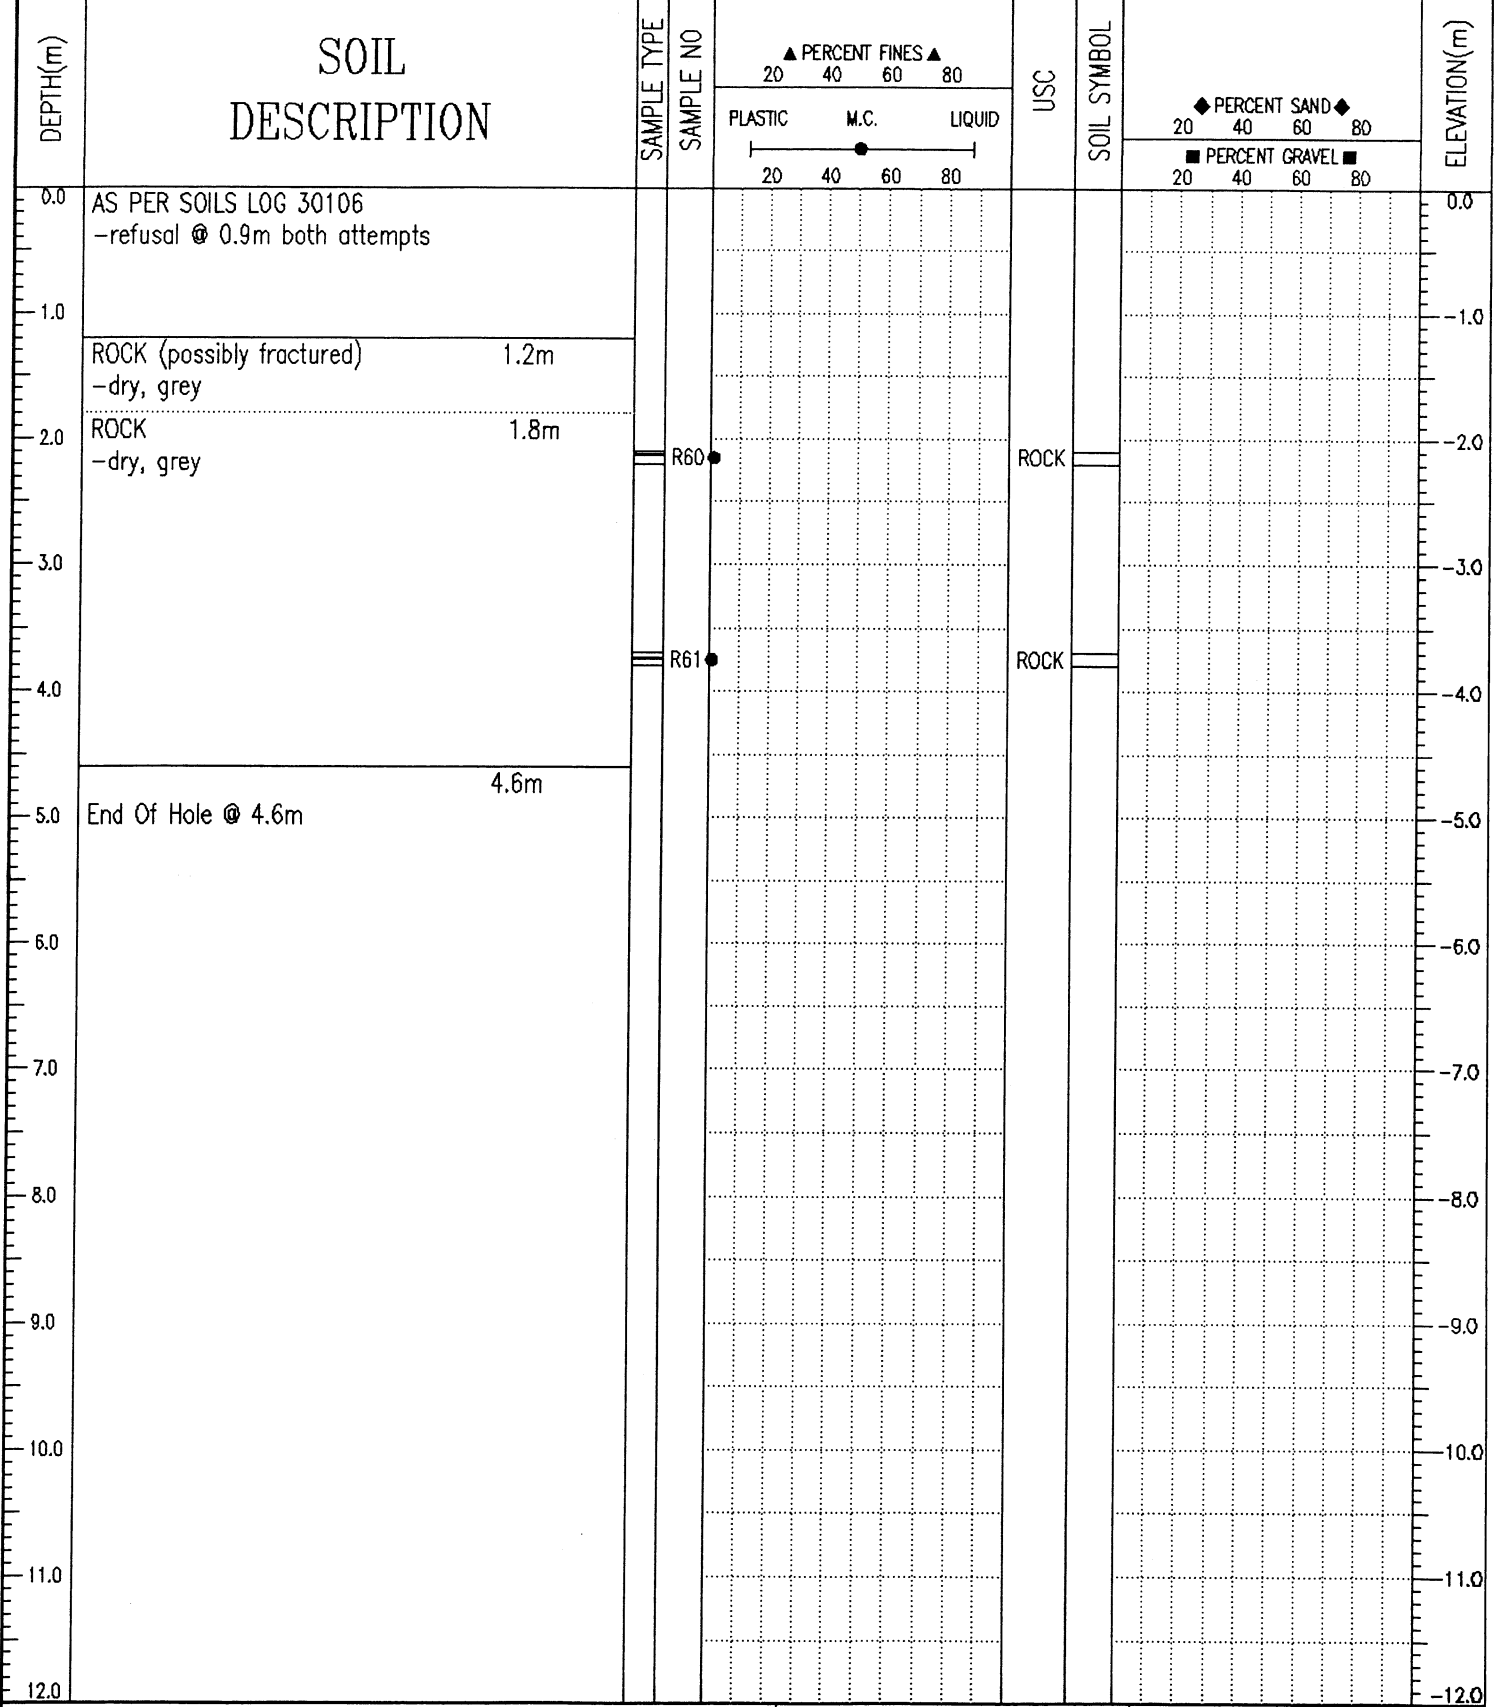 DEPTH(m)
SOIL
DESCRIPTION
SAMPLE TYPE
SAMPLE NO
▲ PERCENT FINES ▲
20 40 60 80
PLASTIC M.C. LIQUID
20 40 60 80
USC
SOIL SYMBOL
◆ PERCENT SAND ◆
20 40 60 80
■ PERCENT GRAVEL ■
20 40 60 80
ELEVATION(m)
0.0
AS PER SOILS LOG 30106
-refusal @ 0.9m both attempts
0.0
1.0
-1.0
ROCK (possibly fractured) 1.2m
-dry, grey
ROCK 1.8m
2.0
-2.0
-dry, grey
R60
ROCK
3.0
-3.0
R61
ROCK
4.0
-4.0
4.6m
5.0
End Of Hole @ 4.6m
-5.0
6.0
-6.0
7.0
-7.0
8.0
-8.0
9.0
-9.0
10.0
-10.0
11.0
-11.0
12.0
-12.0